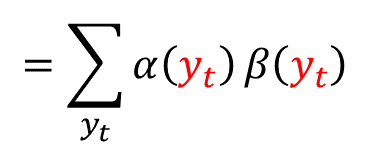 = ∑ α(y_t) β(y_t)
y_t